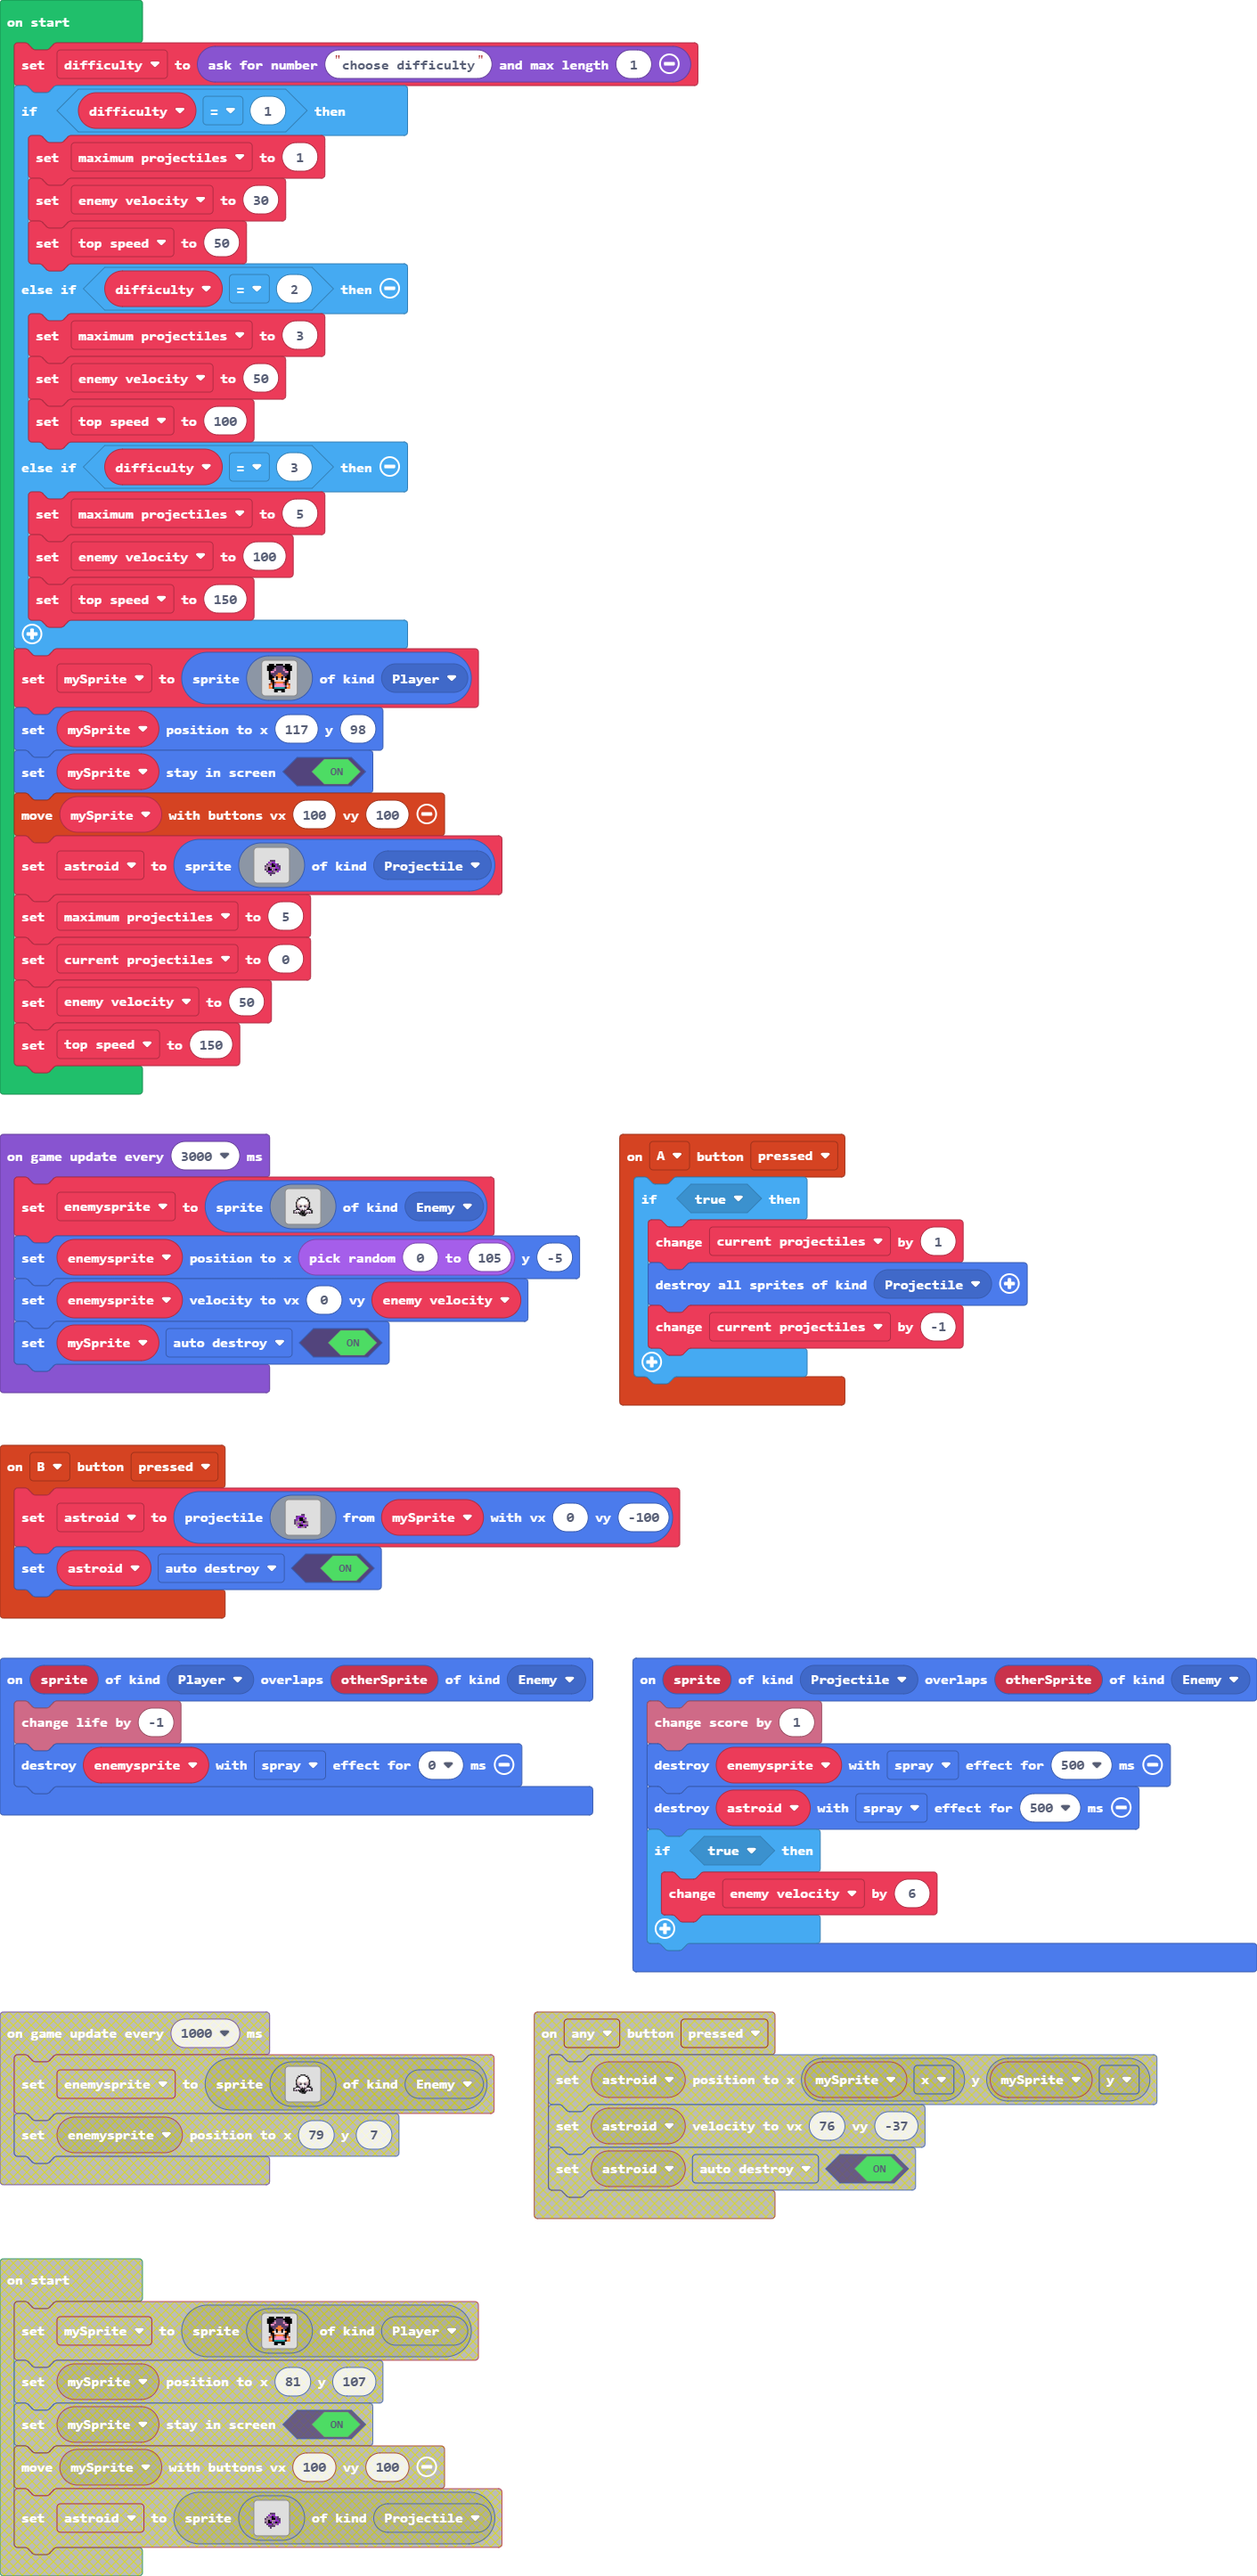 on start
set difficulty to ask for number "choose difficulty" and max length 1
if difficulty = 1 then
set maximum projectiles to 1
set enemy velocity to 30
set top speed to 50
else if difficulty = 2 then
set maximum projectiles to 3
set enemy velocity to 50
set top speed to 100
else if difficulty = 3 then
set maximum projectiles to 5
set enemy velocity to 100
set top speed to 150
set mySprite to sprite of kind Player
set mySprite position to x 117 y 98
set mySprite stay in screen ON
move mySprite with buttons vx 100 vy 100
set astroid to sprite of kind Projectile
set maximum projectiles to 5
set current projectiles to 0
set enemy velocity to 50
set top speed to 150
on game update every 3000 ms
set enemysprite to sprite of kind Enemy
set enemysprite position to x pick random 0 to 105 y -5
set enemysprite velocity to vx 0 vy enemy velocity
set mySprite auto destroy ON
on A button pressed
if true then
change current projectiles by 1
destroy all sprites of kind Projectile
change current projectiles by -1
on B button pressed
set astroid to projectile from mySprite with vx 0 vy -100
set astroid auto destroy ON
on sprite of kind Player overlaps otherSprite of kind Enemy
change life by -1
destroy enemysprite with spray effect for 0 ms
on sprite of kind Projectile overlaps otherSprite of kind Enemy
change score by 1
destroy enemysprite with spray effect for 500 ms
destroy astroid with spray effect for 500 ms
if true then
change enemy velocity by 6
on game update every 1000 ms
set enemysprite to sprite of kind Enemy
set enemysprite position to x 79 y 7
on any button pressed
set astroid position to x mySprite x y mySprite y
set astroid velocity to vx 76 vy -37
set astroid auto destroy ON
on start
set mySprite to sprite of kind Player
set mySprite position to x 81 y 107
set mySprite stay in screen ON
move mySprite with buttons vx 100 vy 100
set astroid to sprite of kind Projectile